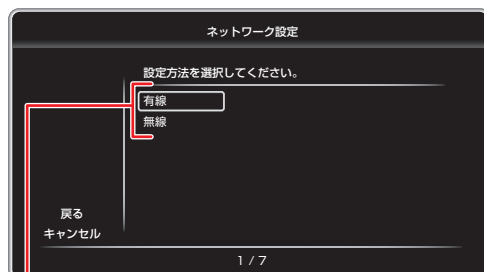 ネットワーク設定
設定方法を選択してください。
有線
無線
戻る
キャンセル
1 / 7